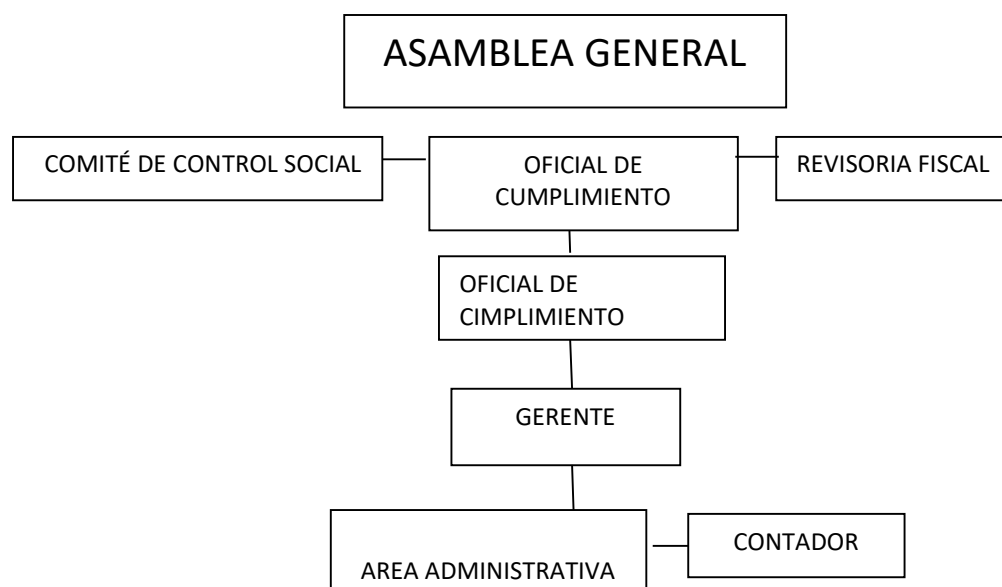 ASAMBLEA GENERAL
COMITÉ DE CONTROL SOCIAL
OFICIAL DE
CUMPLIMIENTO
REVISORIA FISCAL
OFICIAL DE
CIMPLIMIENTO
GERENTE
AREA ADMINISTRATIVA
CONTADOR